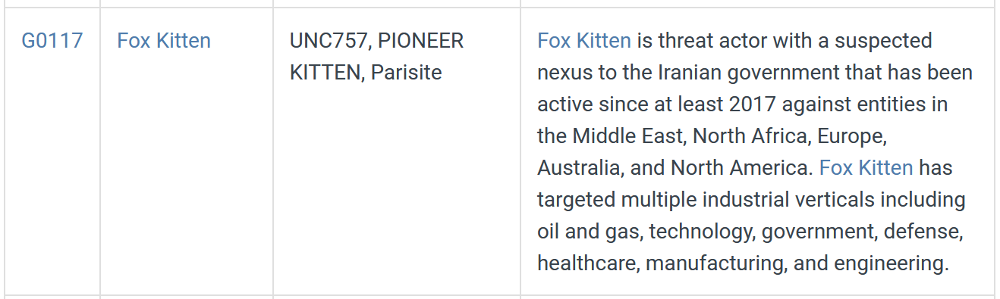 G0117
Fox Kitten
UNC757, PIONEER
KITTEN, Parisite
Fox Kitten is threat actor with a suspected
nexus to the Iranian government that has been
active since at least 2017 against entities in
the Middle East, North Africa, Europe,
Australia, and North America. Fox Kitten has
targeted multiple industrial verticals including
oil and gas, technology, government, defense,
healthcare, manufacturing, and engineering.